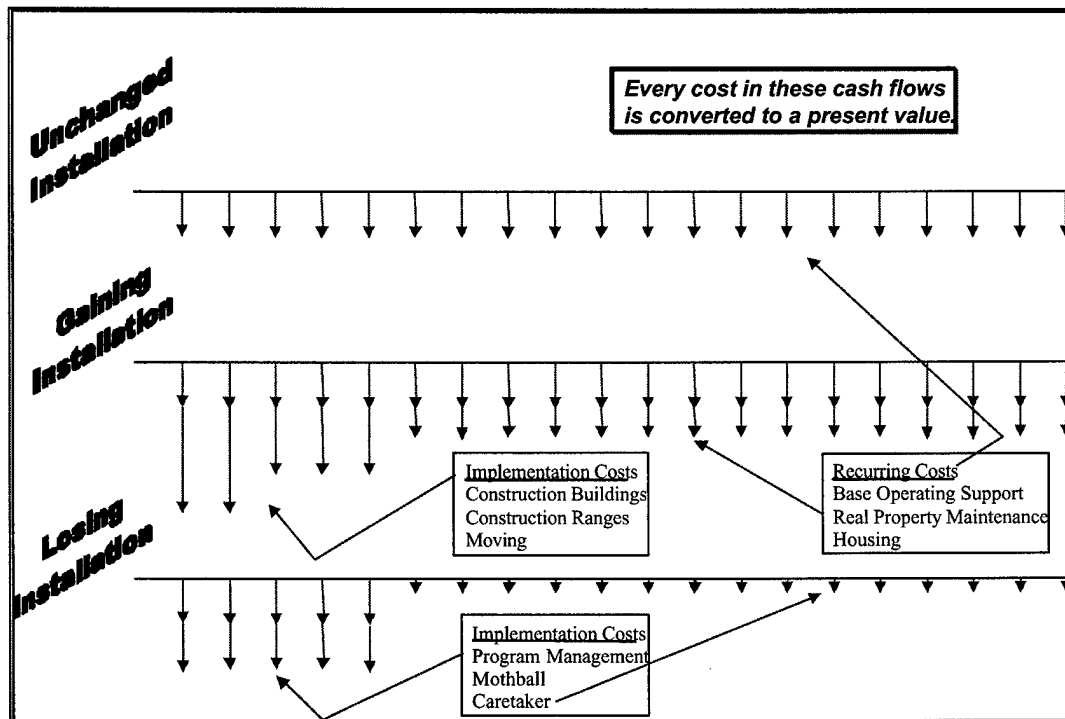 Unchanged
Installation
Every cost in these cash flows
is converted to a present value.
Gaining
Installation
Implementation Costs
Construction Buildings
Construction Ranges
Moving
Recurring Costs
Base Operating Support
Real Property Maintenance
Housing
Losing
Installation
Implementation Costs
Program Management
Mothball
Caretaker